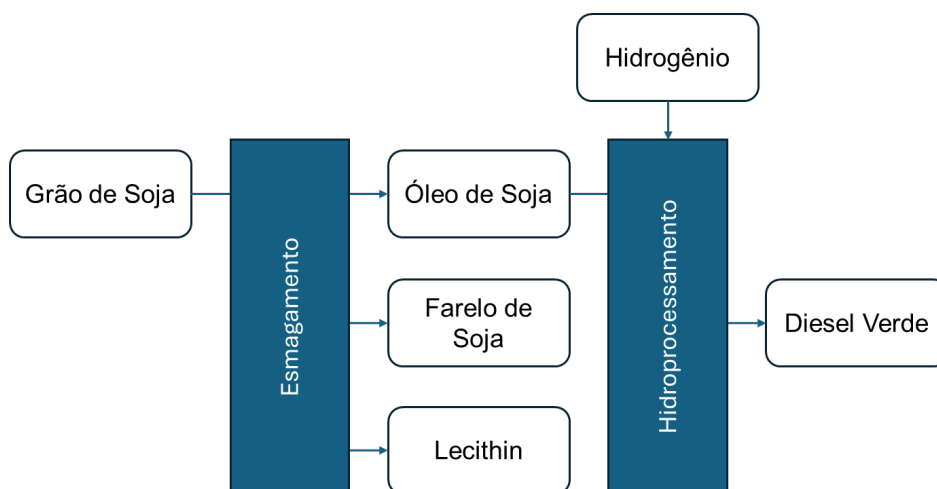 Hidrogênio
Grão de Soja
Esmagamento
Óleo de Soja
Farelo de
Soja
Lecithin
Hidroprocessamento
Diesel Verde